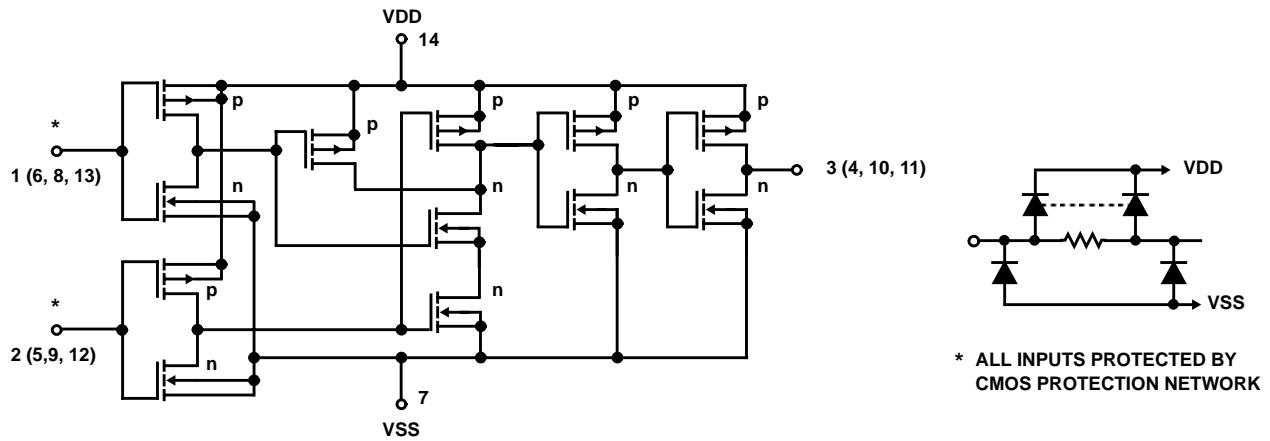 VDD
14
p
p
p
p
p
*
1 (6, 8, 13)
n
n
n
n
3 (4, 10, 11)
VDD
*
p
n
2 (5,9, 12)
n
7
VSS
VSS
* ALL INPUTS PROTECTED BY
CMOS PROTECTION NETWORK